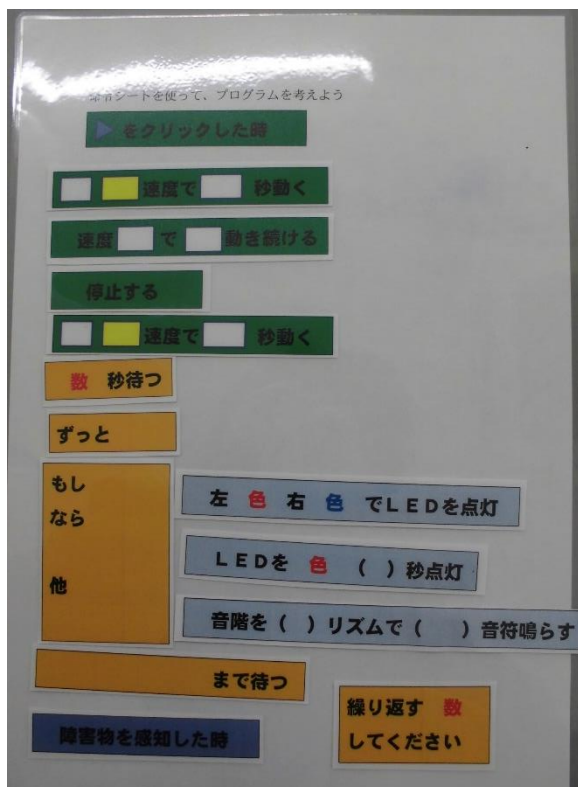 命令シートを使って、プログラムを考えよう
をクリックした時
速度で 秒動く
速度 で 動き続ける
停止する
速度で 秒動く
数 秒待つ
ずっと
もし
なら
他
左 色 右 色 でLEDを点灯
LEDを 色 ( )秒点灯
音階を( )リズムで( )音符鳴らす
まで待つ
繰り返す 数
してください
障害物を感知した時